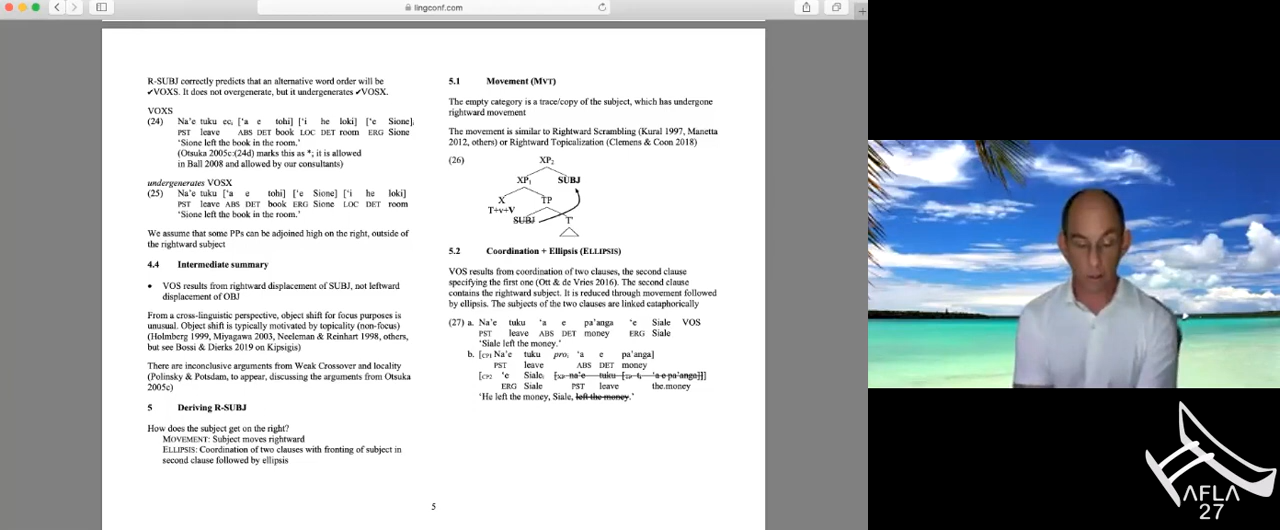 lingconf.com
R-SUBJ correctly predicts that an alternative word order will be
✓VOXS. It does not overgenerate, but it undergenerates ✓VOSX.
VOXS
(24) Na'e tuku ec, ['a e tohi] ['i he loki] ['e Sione],
PST leave ABS DET book LOC DET room ERG Sione
'Sione left the book in the room.'
(Otsuka 2005c:(24d) marks this as *; it is allowed
in Ball 2008 and allowed by our consultants)
undergenerates VOSX
(25) Na'e tuku ['a e tohi] ['e Sione] ['i he loki]
PST leave ABS DET book ERG Sione LOC DET room
'Sione left the book in the room.'
We assume that some PPs can be adjoined high on the right, outside of
the rightward subject
4.4 Intermediate summary
• VOS results from rightward displacement of SUBJ, not leftward
displacement of OBJ
From a cross-linguistic perspective, object shift for focus purposes is
unusual. Object shift is typically motivated by topicality (non-focus)
(Holmberg 1999, Miyagawa 2003, Neeleman & Reinhart 1998, others,
but see Bossi & Diercks 2019 on Kipsigis)
There are inconclusive arguments from Weak Crossover and locality
(Polinsky & Potsdam, to appear, discussing the arguments from Otsuka
2005c)
5 Deriving R-SUBJ
How does the subject get on the right?
MOVEMENT: Subject moves rightward
ELLIPSIS: Coordination of two clauses with fronting of subject in
second clause followed by ellipsis
5.1 Movement (MVT)
The empty category is a trace/copy of the subject, which has undergone
rightward movement
The movement is similar to Rightward Scrambling (Kural 1997, Manetta
2012, others) or Rightward Topicalization (Clemens & Coon 2018)
(26) XP2
XP1 SUBJ
X TP
T+v+V
SUBJ T'
5.2 Coordination + Ellipsis (ELLIPSIS)
VOS results from coordination of two clauses, the second clause
specifying the first one (Ott & de Vries 2016). The second clause
contains the rightward subject. It is reduced through movement followed
by ellipsis. The subjects of the two clauses are linked cataphorically
(27) a. Na'e tuku 'a e pa'anga 'e Siale VOS
PST leave ABS DET money ERG Siale
'Siale left the money.'
b. [CP1 Na'e tuku pro, 'a e pa'anga]
PST leave ABS DET money
[CP2 'e Siale, [XP na'e tuku [TP t, 'a e pa'anga]]]
ERG Siale PST leave the.money
'He left the money, Siale, left the money.'
5
AFLA
27